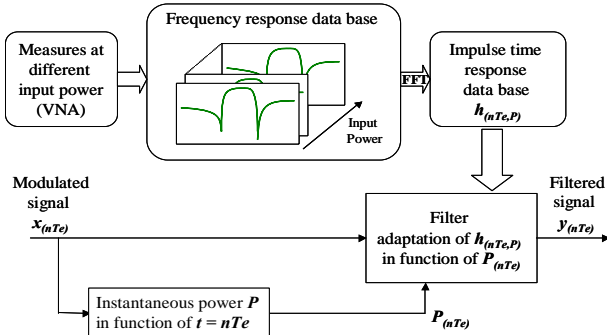 Measures at
different
input power
(VNA)
Frequency response data base
Input
Power
FFT
Impulse time
response
data base
h(nTe,P)
Modulated
signal
x(nTe)
Filter
adaptation of h(nTe,P)
in function of P(nTe)
Filtered
signal
y(nTe)
Instantaneous power P
in function of t = nTe
P(nTe)